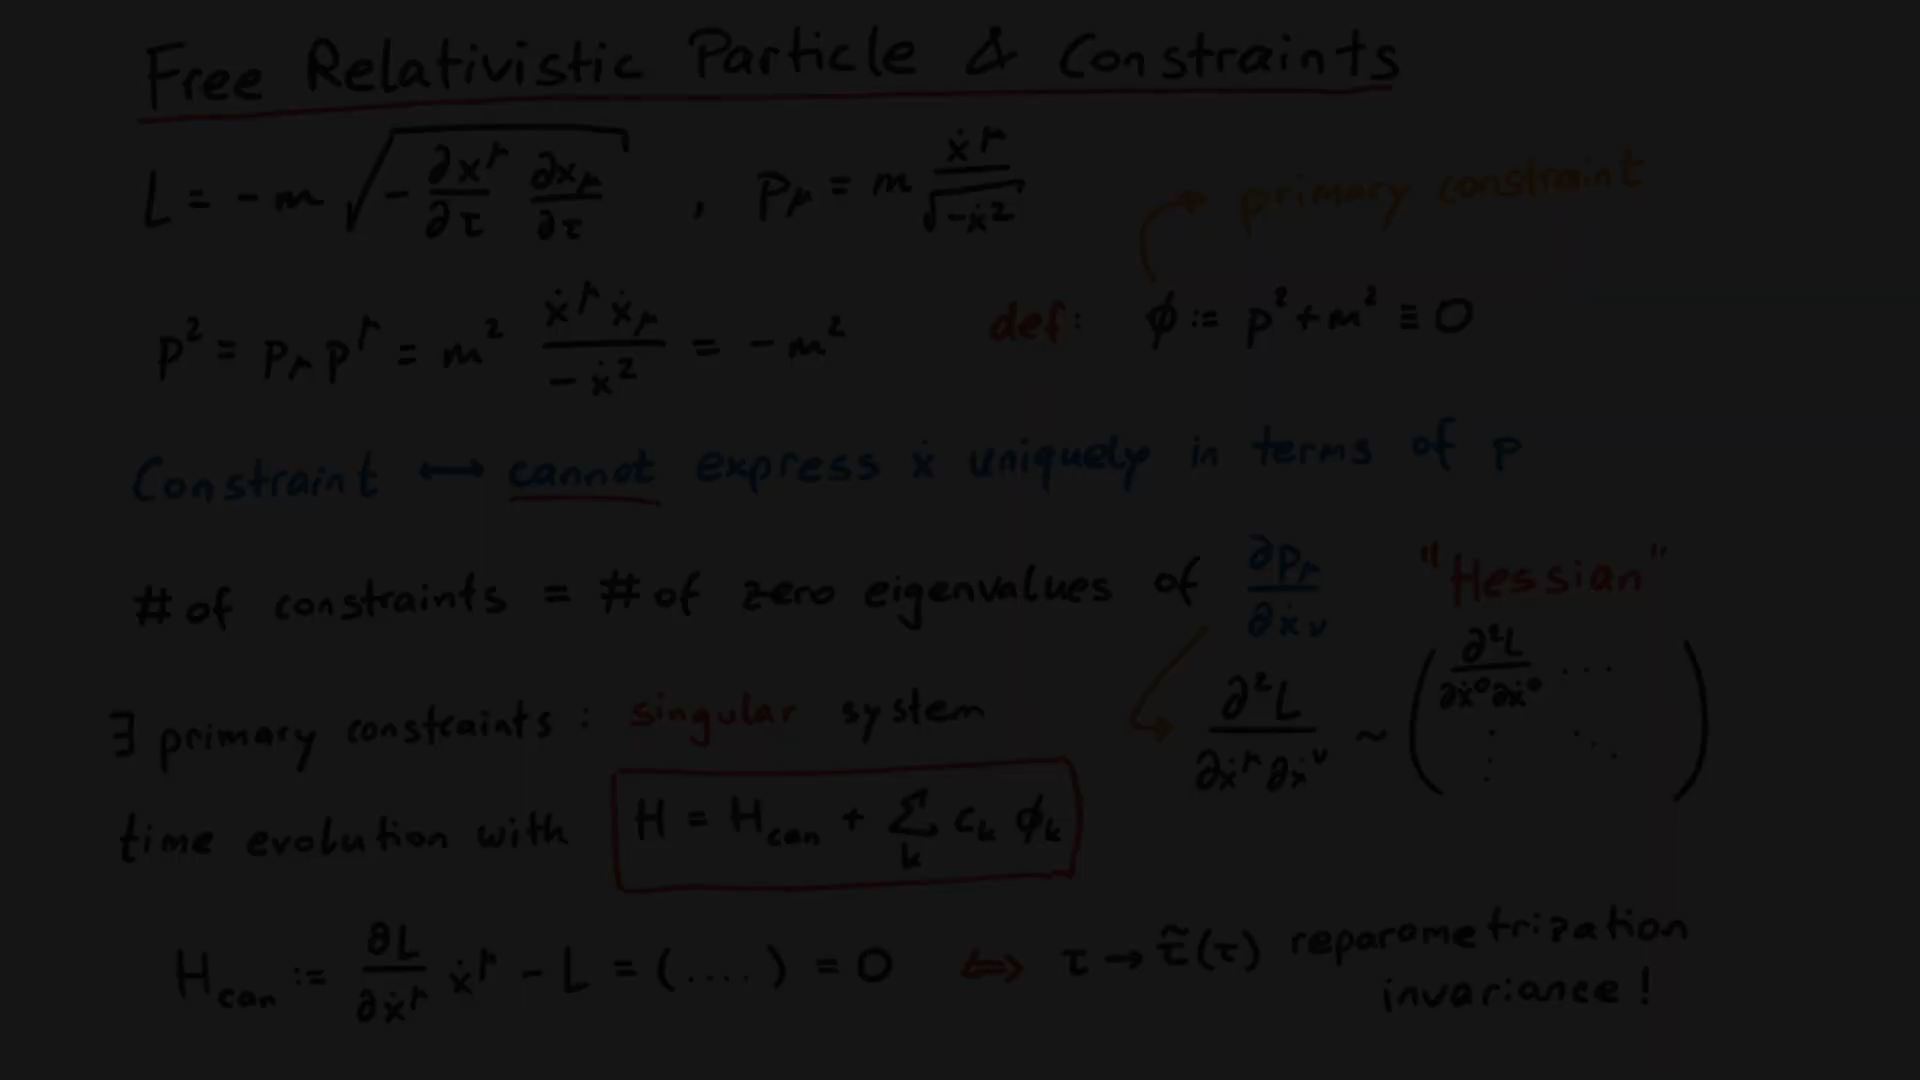 Free Relativistic Particle & Constraints
L = - m √(- ∂x^μ/∂τ ∂x_μ/∂τ) , p_μ = m ẋ^μ/√(-ẋ²)
primary constraint
p² = p_μ p^μ = m² ẋ^μ ẋ_μ / -ẋ² = - m²
def: ϕ := p² + m² ≡ 0
Constraint ⟷ cannot express ẋ uniquely in terms of p
# of constraints = # of zero eigenvalues of ∂p_μ/∂ẋ_ν
"Hessian"
∂²L/∂ẋ^μ∂ẋ^ν ~ ( ∂²L/∂ẋ⁰∂ẋ⁰ ... ⋮ ⋱ )
∃ primary constraints : singular system
time evolution with H = H_can + Σ_k c_k ϕ_k
H_can := ∂L/∂ẋ^μ ẋ^μ - L = (....) = 0 ⟺ τ → τ̃(τ) reparametrization
invariance !